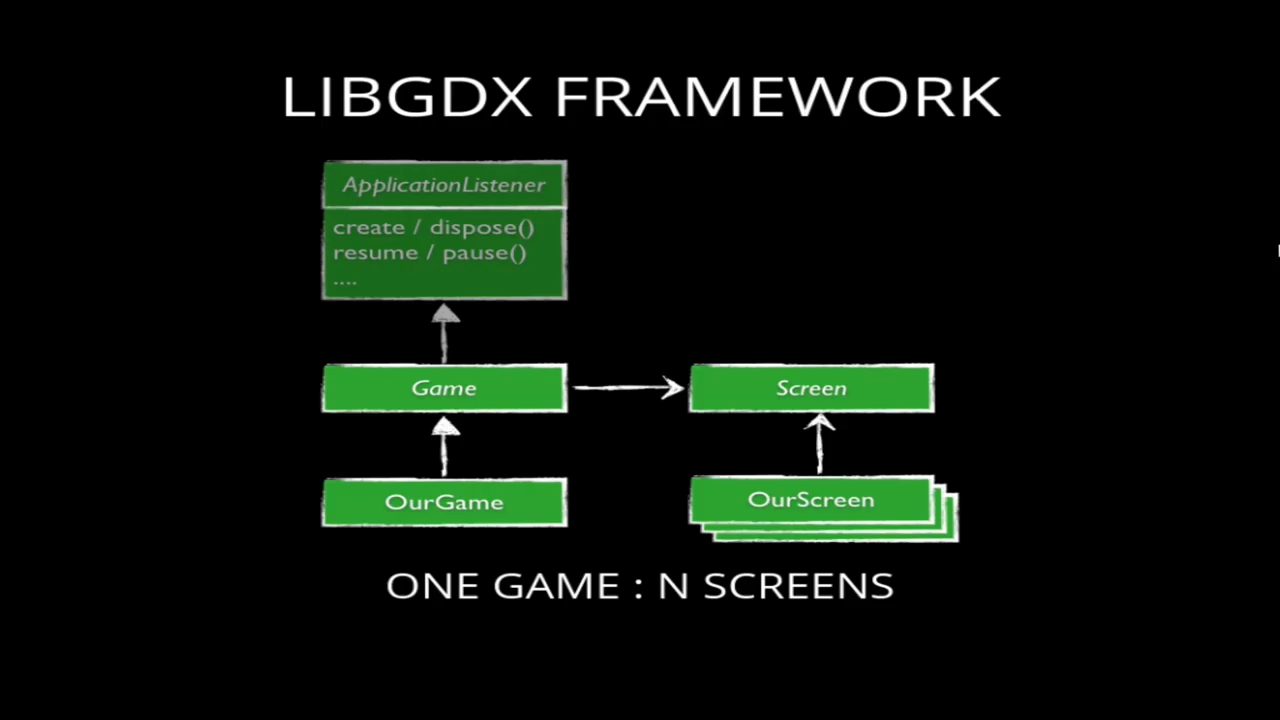 LIBGDX FRAMEWORK
ApplicationListener
create / dispose()
resume / pause()
....
Game
Screen
OurGame
OurScreen
ONE GAME : N SCREENS